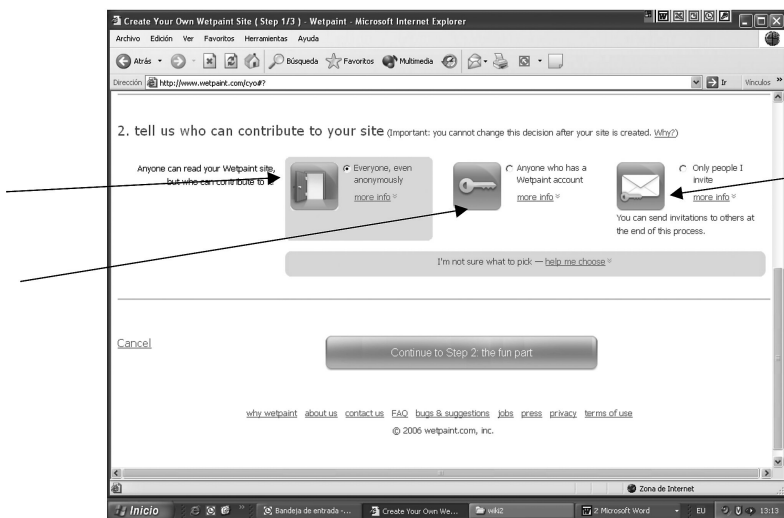 Create Your Own Wetpaint Site ( Step 1/3 ) - Wetpaint - Microsoft Internet Explorer
Archivo Edición Ver Favoritos Herramientas Ayuda
Atrás Búsqueda Favoritos Multimedia
Dirección http://www.wetpaint.com/cyo#? Ir Vínculos »
2. tell us who can contribute to your site (Important: you cannot change this decision after your site is created. Why?)
Anyone can read your Wetpaint site,
but who can contribute to
Everyone, even
anonymously
more info
Anyone who has a
Wetpaint account
more info
Only people I
invite
more info
You can send invitations to others at
the end of this process.
I'm not sure what to pick — help me choose
Cancel
Continue to Step 2: the fun part
why wetpaint about us contact us FAQ bugs & suggestions jobs press privacy terms of use
© 2006 wetpaint.com, inc.
Zona de Internet
Inicio » Bandeja de entrada -... Create Your Own We... wiki2 2 Microsoft Word EU 13:13